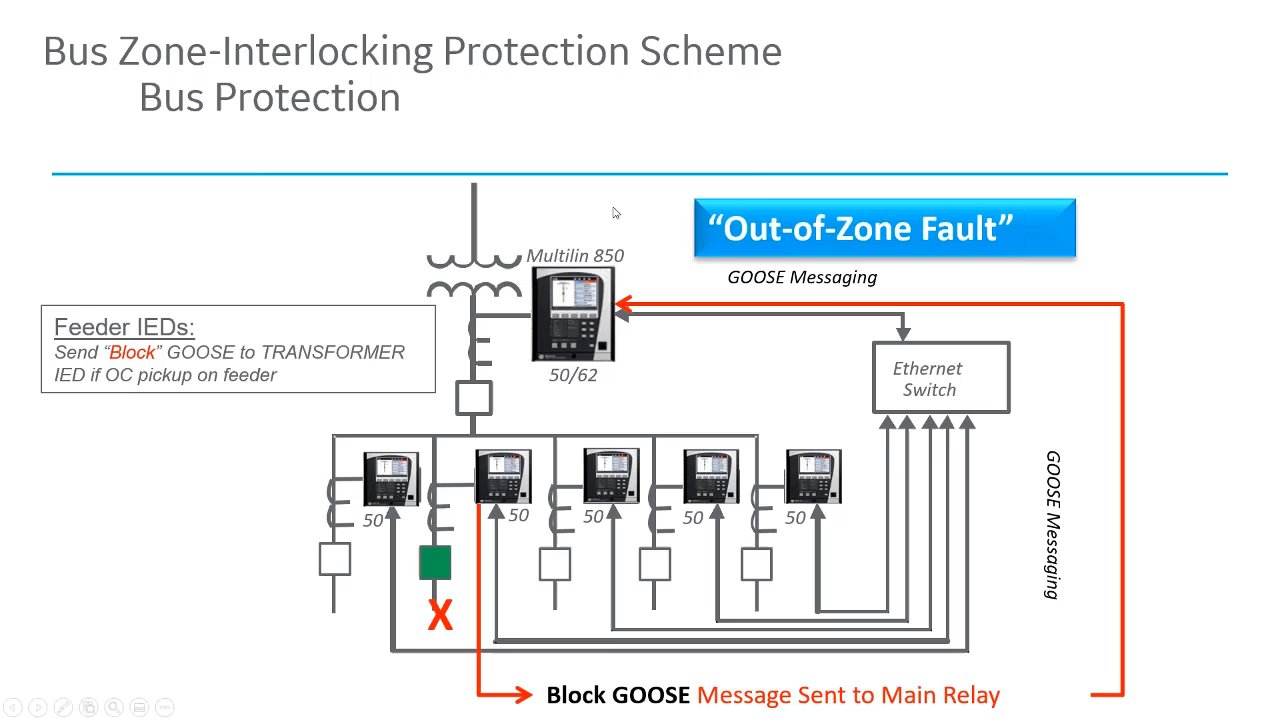 Bus Zone-Interlocking Protection Scheme
Bus Protection
“Out-of-Zone Fault”
Multilin 850
GOOSE Messaging
Feeder IEDs:
Send “Block” GOOSE to TRANSFORMER
IED if OC pickup on feeder
50/62
Ethernet
Switch
50
50
50
50
50
GOOSE Messaging
X
Block GOOSE Message Sent to Main Relay